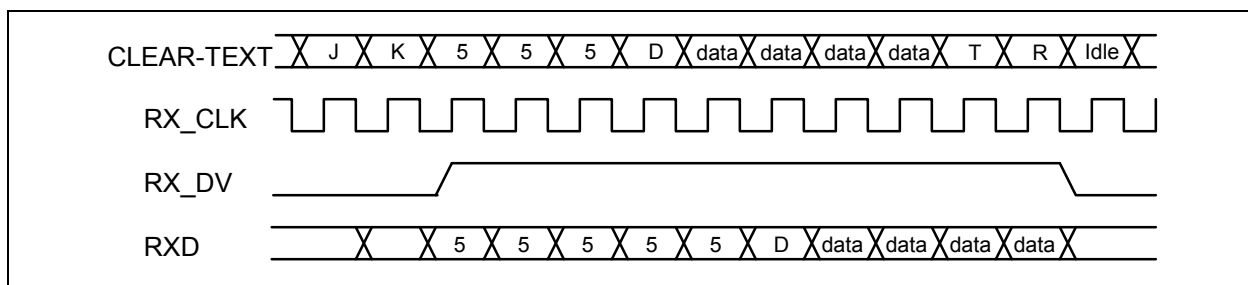 CLEAR-TEXT J K 5 5 5 D data data data data T R Idle
RX_CLK
RX_DV
RXD 5 5 5 5 5 D data data data data